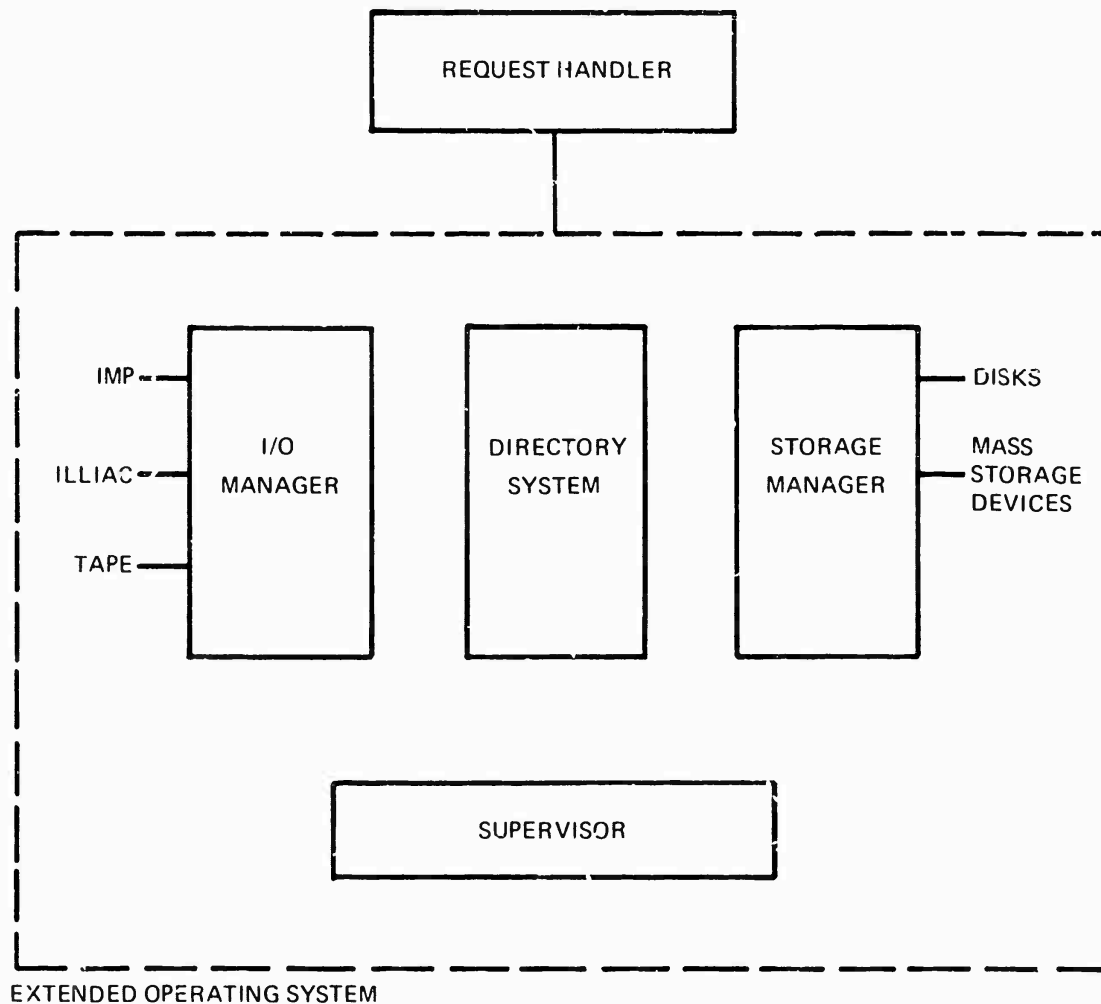 REQUEST HANDLER
IMP
ILLIAC
TAPE
I/O
MANAGER
DIRECTORY
SYSTEM
STORAGE
MANAGER
DISKS
MASS
STORAGE
DEVICES
SUPERVISOR
EXTENDED OPERATING SYSTEM